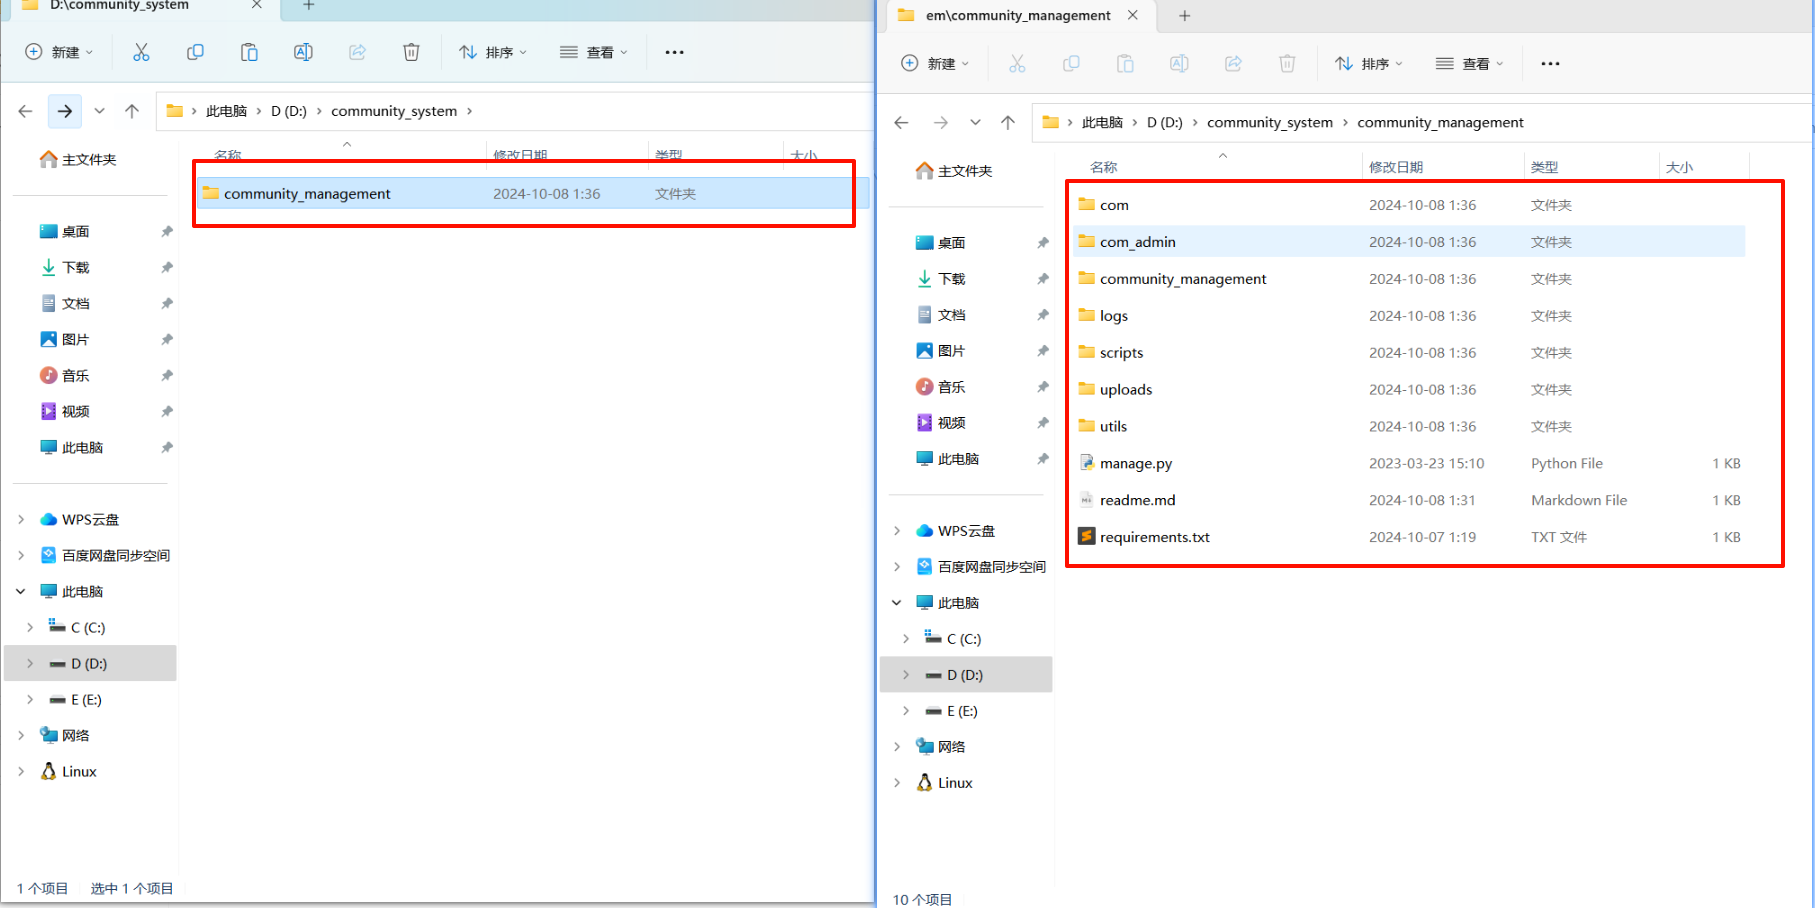 D:\community_system
新建
排序
查看
此电脑 D (D:) community_system
主文件夹
桌面
下载
文档
图片
音乐
视频
此电脑
WPS云盘
百度网盘同步空间
此电脑
C (C:)
D (D:)
E (E:)
网络
Linux
名称 修改日期 类型 大小
community_management 2024-10-08 1:36 文件夹
1 个项目 选中 1 个项目
em\community_management
新建
排序
查看
此电脑 D (D:) community_system community_management
主文件夹
桌面
下载
文档
图片
音乐
视频
此电脑
WPS云盘
百度网盘同步空间
此电脑
C (C:)
D (D:)
E (E:)
网络
Linux
名称 修改日期 类型 大小
com 2024-10-08 1:36 文件夹
com_admin 2024-10-08 1:36 文件夹
community_management 2024-10-08 1:36 文件夹
logs 2024-10-08 1:36 文件夹
scripts 2024-10-08 1:36 文件夹
uploads 2024-10-08 1:36 文件夹
utils 2024-10-08 1:36 文件夹
manage.py 2023-03-23 15:10 Python File 1 KB
readme.md 2024-10-08 1:31 Markdown File 1 KB
requirements.txt 2024-10-07 1:19 TXT 文件 1 KB
10 个项目